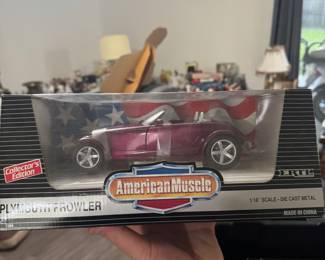 Collector's
Edition
ERTL
American Muscle
PLYMOUTH PROWLER
1/18" SCALE - DIE CAST METAL
MADE IN CHINA